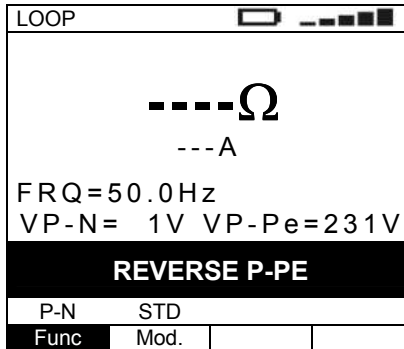 LOOP
----Ω
---A
FRQ=50.0Hz
VP-N= 1V VP-Pe=231V
REVERSE P-PE
P-N STD
Func Mod.